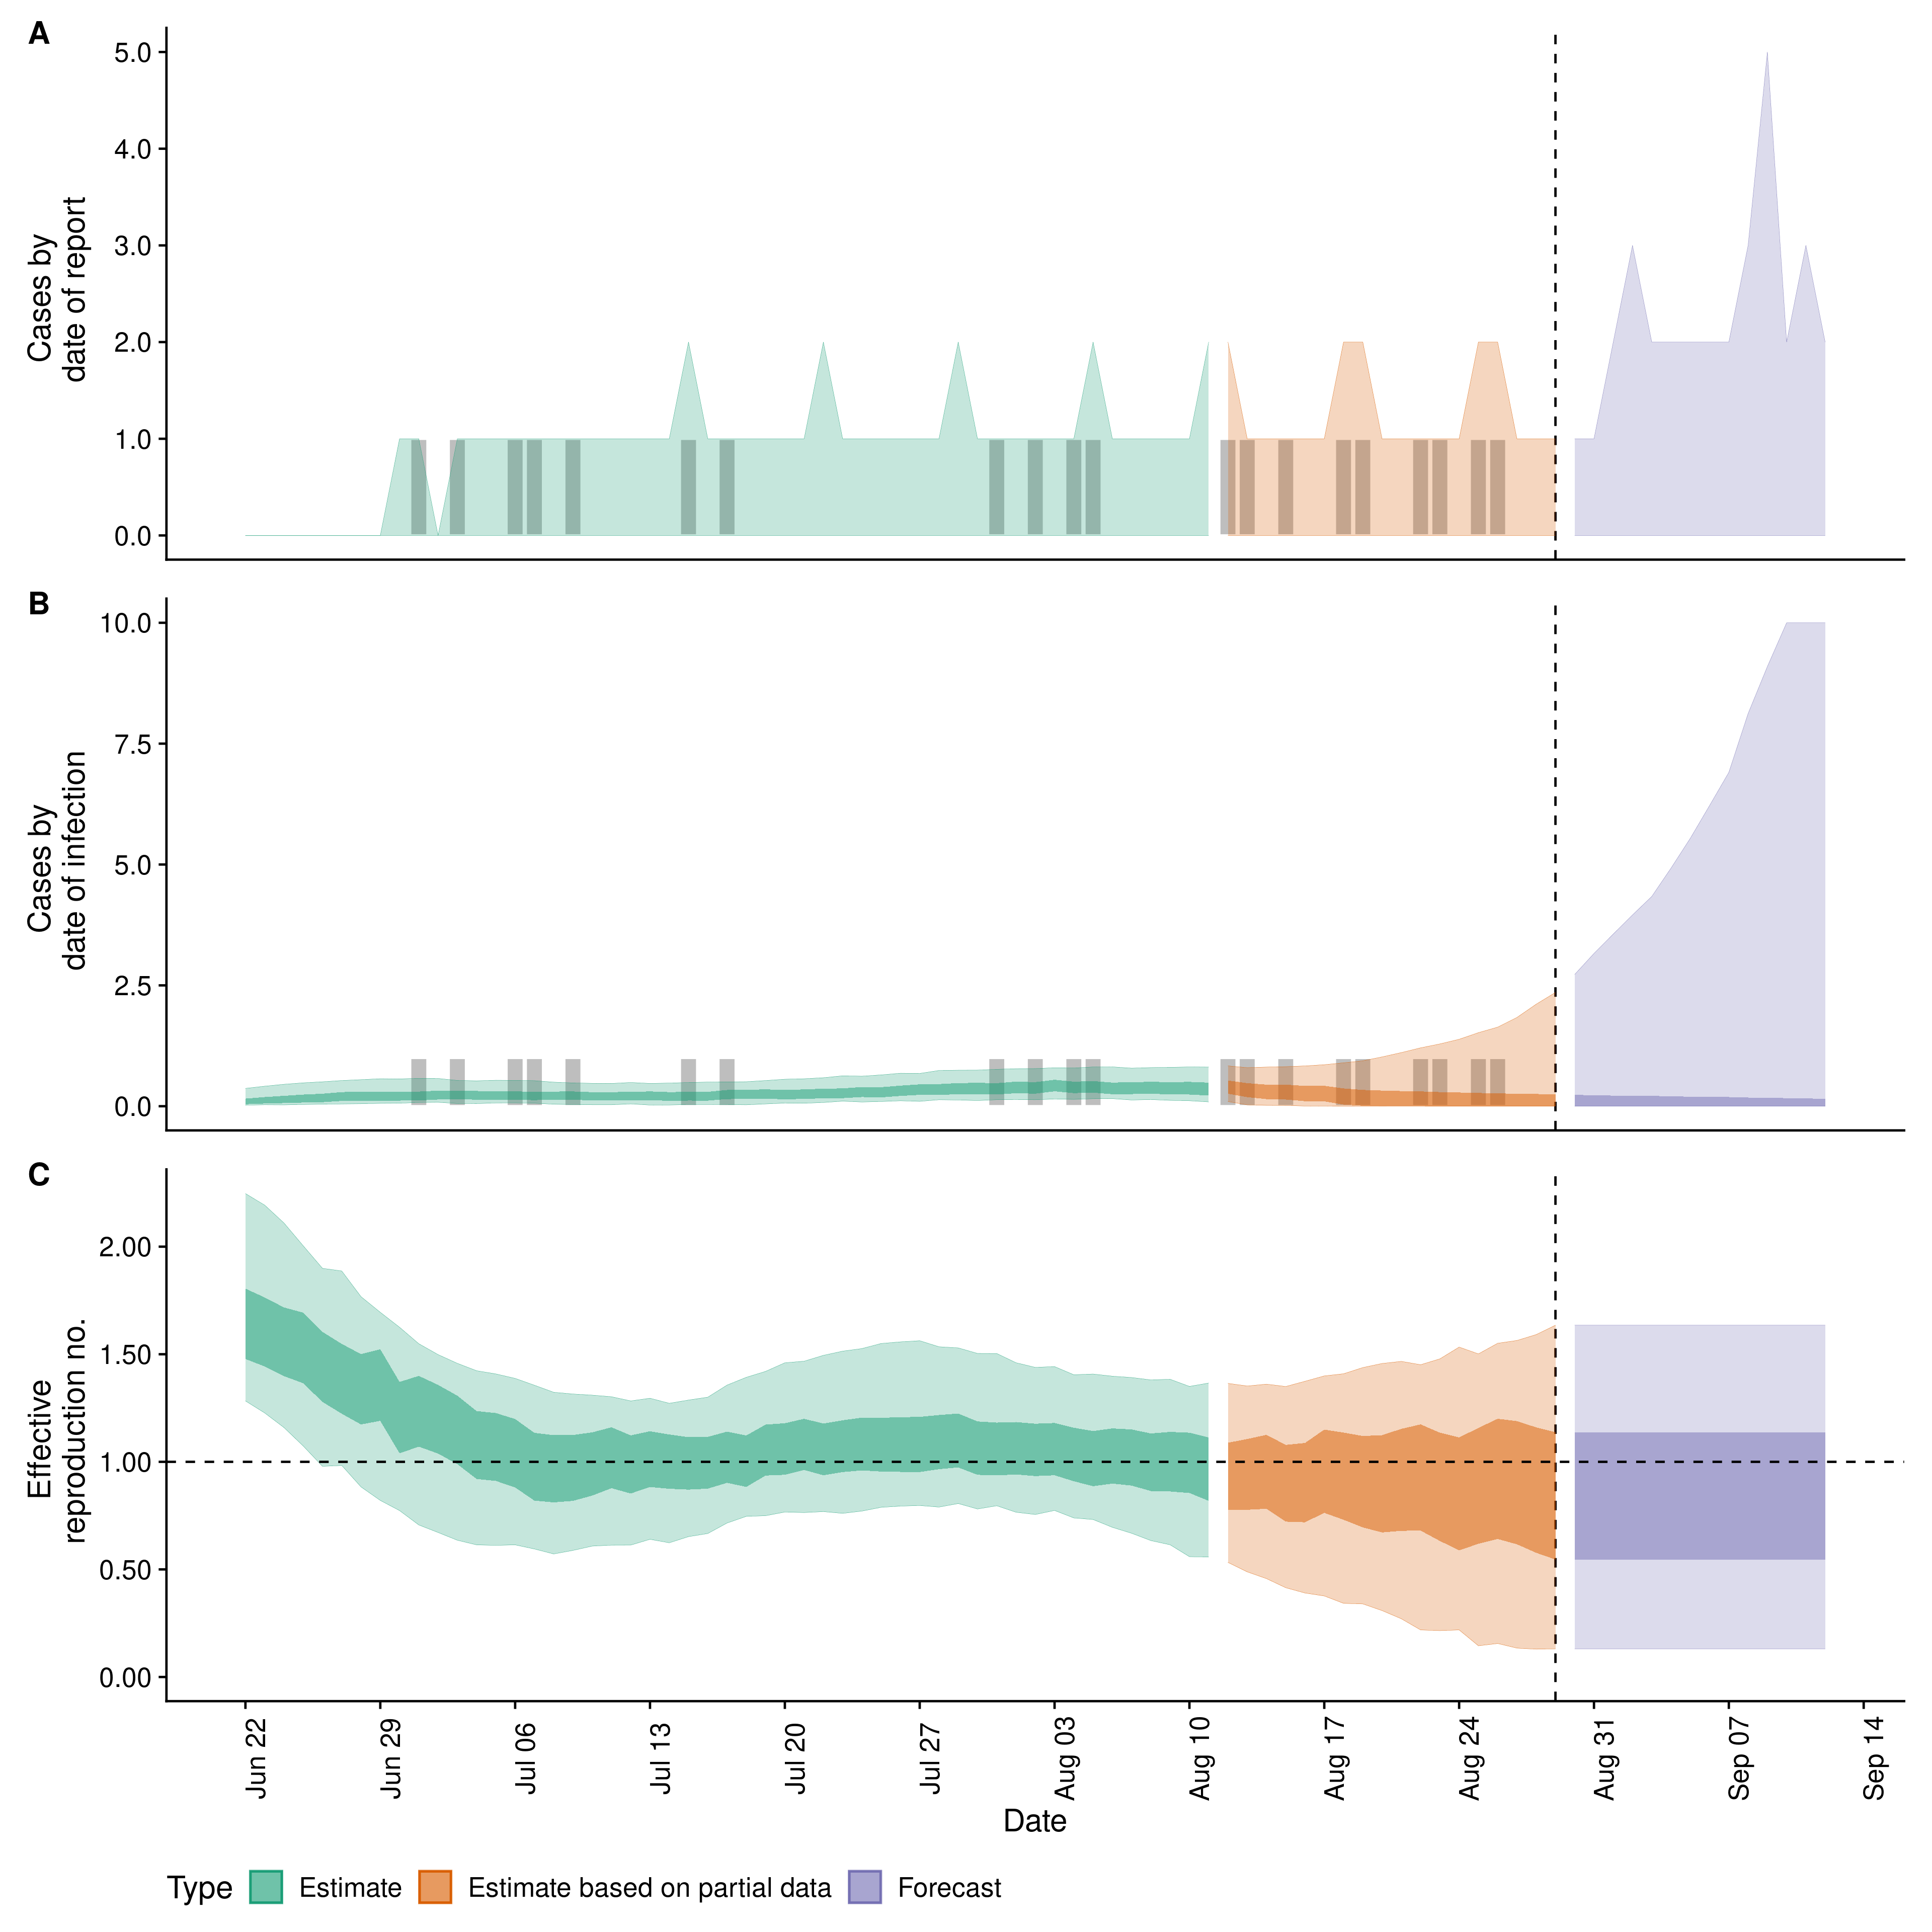 A
5.0
4.0
3.0
2.0
1.0
0.0
Cases by
date of report
B
10.0
7.5
5.0
2.5
0.0
Cases by
date of infection
C
2.00
1.50
1.00
0.50
0.00
Effective
reproduction no.
Jun 22
Jun 29
Jul 06
Jul 13
Jul 20
Jul 27
Aug 03
Aug 10
Aug 17
Aug 24
Aug 31
Sep 07
Sep 14
Date
Type Estimate Estimate based on partial data Forecast